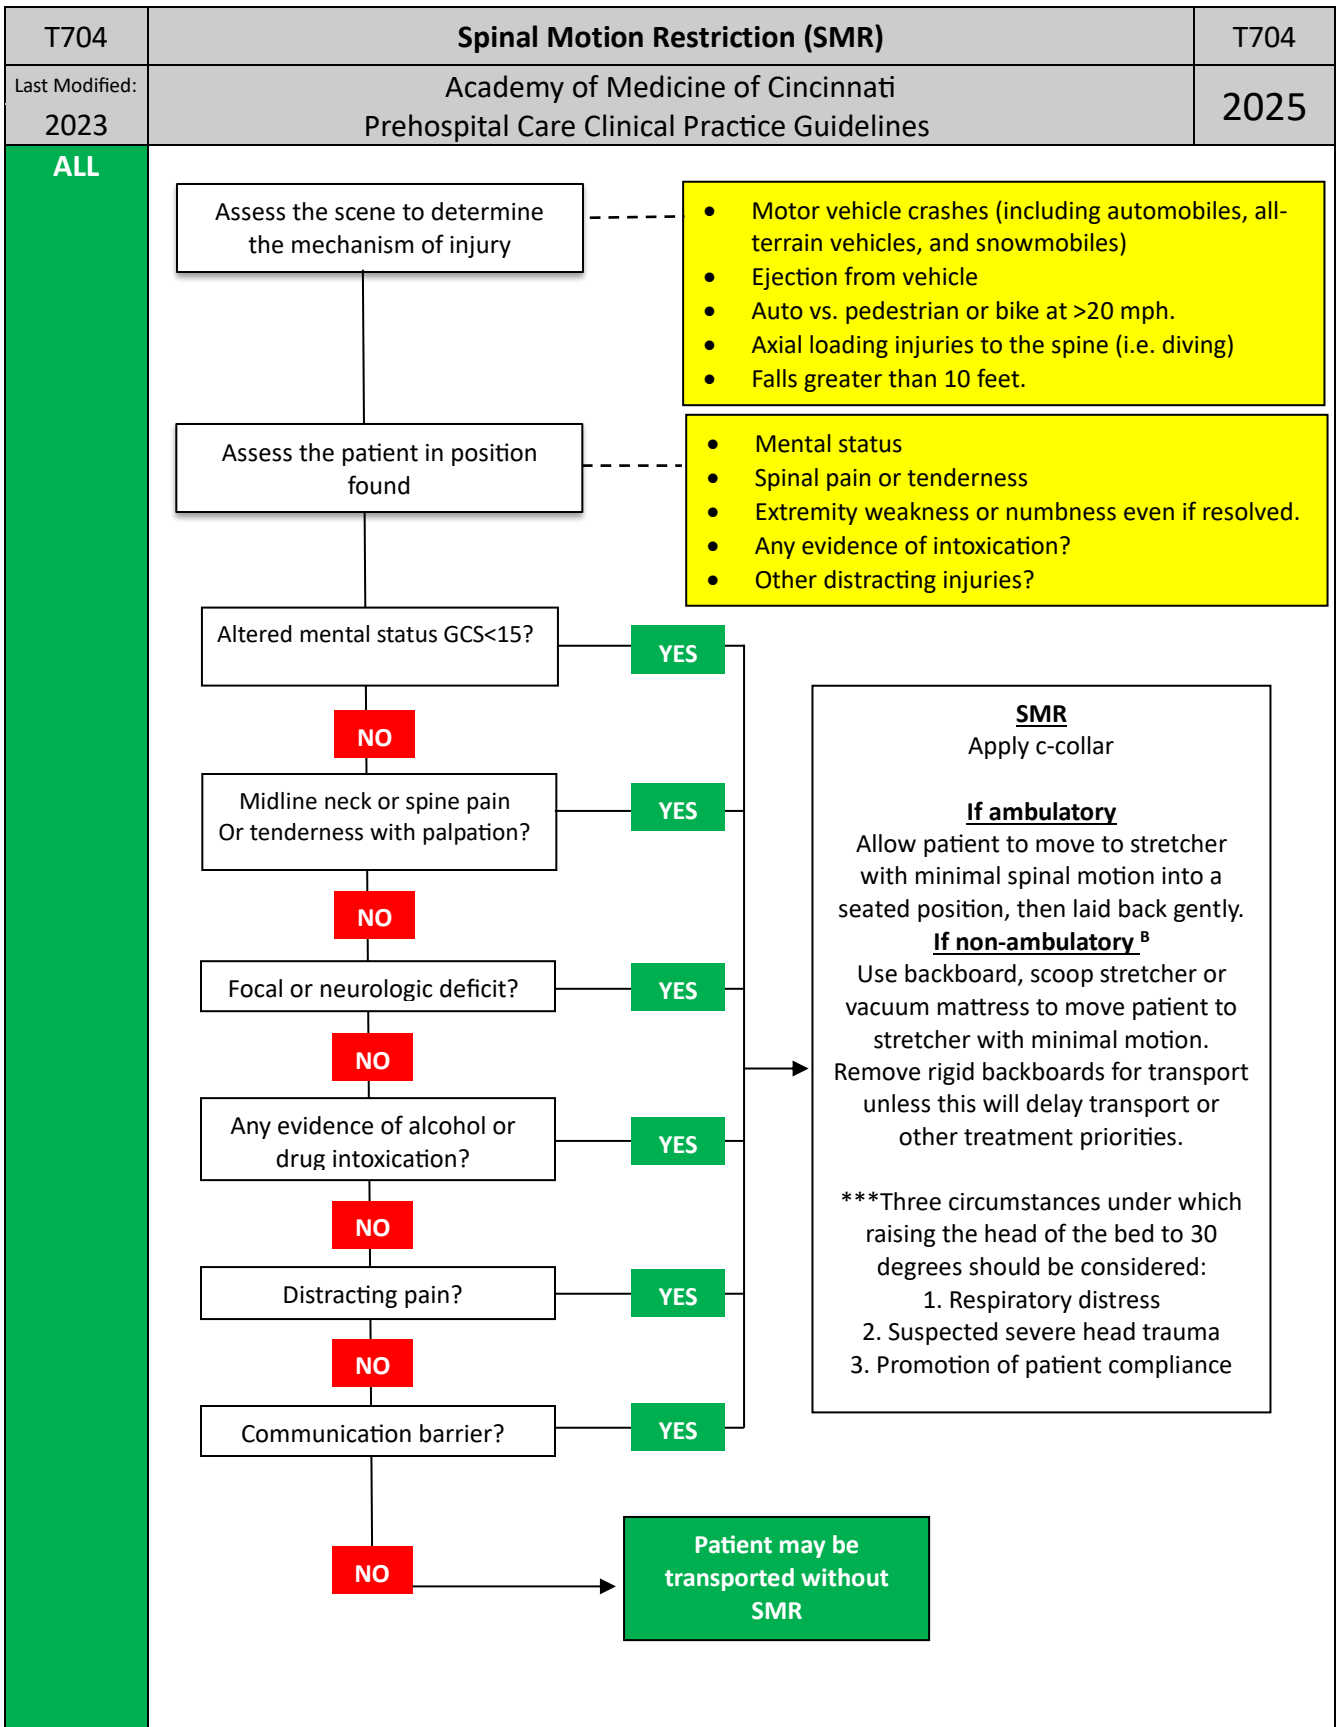 T704
Spinal Motion Restriction (SMR)
T704
Last Modified:
2023
Academy of Medicine of Cincinnati
Prehospital Care Clinical Practice Guidelines
2025
ALL
Assess the scene to determine
the mechanism of injury
• Motor vehicle crashes (including automobiles, all-
terrain vehicles, and snowmobiles)
• Ejection from vehicle
• Auto vs. pedestrian or bike at >20 mph.
• Axial loading injuries to the spine (i.e. diving)
• Falls greater than 10 feet.
Assess the patient in position
found
• Mental status
• Spinal pain or tenderness
• Extremity weakness or numbness even if resolved.
• Any evidence of intoxication?
• Other distracting injuries?
Altered mental status GCS<15?
YES
NO
Midline neck or spine pain
Or tenderness with palpation?
YES
NO
Focal or neurologic deficit?
YES
NO
Any evidence of alcohol or
drug intoxication?
YES
NO
Distracting pain?
YES
NO
Communication barrier?
YES
NO
SMR
Apply c-collar
If ambulatory
Allow patient to move to stretcher
with minimal spinal motion into a
seated position, then laid back gently.
If non-ambulatory B
Use backboard, scoop stretcher or
vacuum mattress to move patient to
stretcher with minimal motion.
Remove rigid backboards for transport
unless this will delay transport or
other treatment priorities.
***Three circumstances under which
raising the head of the bed to 30
degrees should be considered:
1. Respiratory distress
2. Suspected severe head trauma
3. Promotion of patient compliance
Patient may be
transported without
SMR